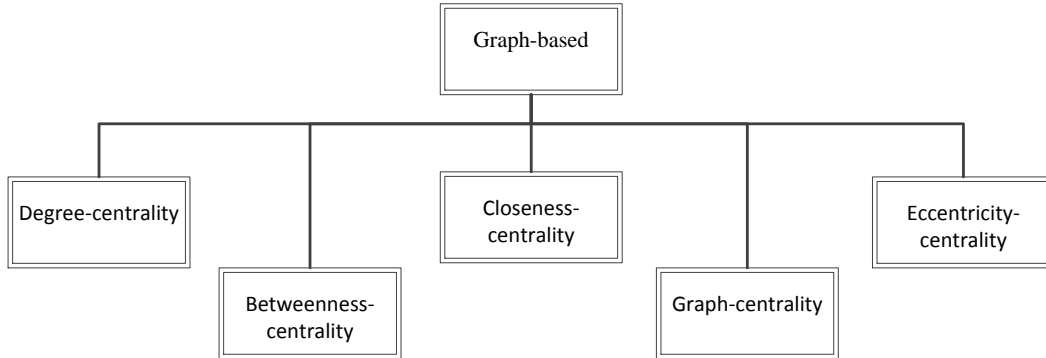 Graph-based
Degree-centrality
Betweenness-
centrality
Closeness-
centrality
Graph-centrality
Eccentricity-
centrality